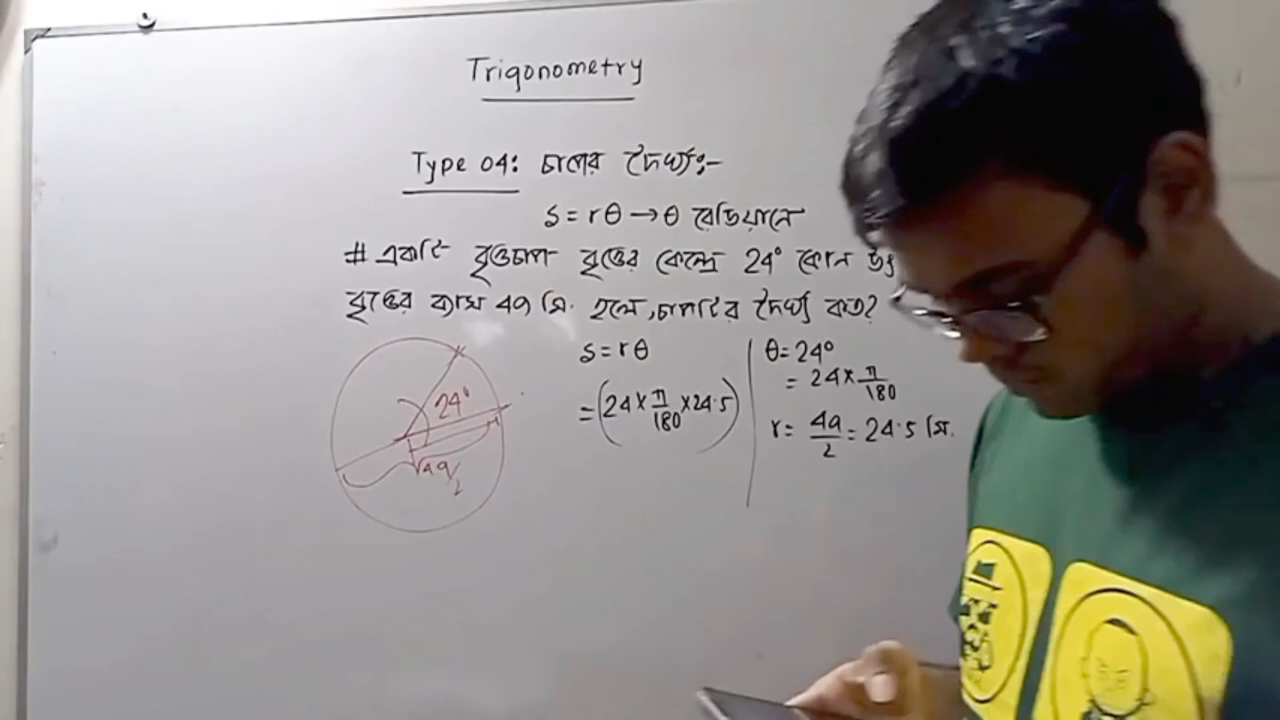 Trigonometry
Type 04: চাপের দৈর্ঘ্য:-
s = rθ → θ রেডিয়ানে
# একটি বৃত্তচাপ বৃত্তের কেন্দ্রে 24° কোন
বৃত্তের ব্যাস 49 মি. হলে, চাপটির দৈর্ঘ্য কত?
24°
49/2
s = rθ
= (24 × π/180 × 24.5)
θ = 24°
= 24 × π/180
r = 49/2 = 24.5 মি.